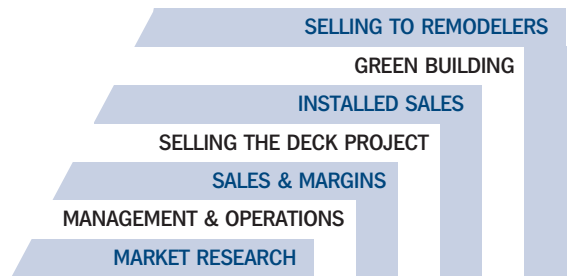 SELLING TO REMODELERS
GREEN BUILDING
INSTALLED SALES
SELLING THE DECK PROJECT
SALES & MARGINS
MANAGEMENT & OPERATIONS
MARKET RESEARCH